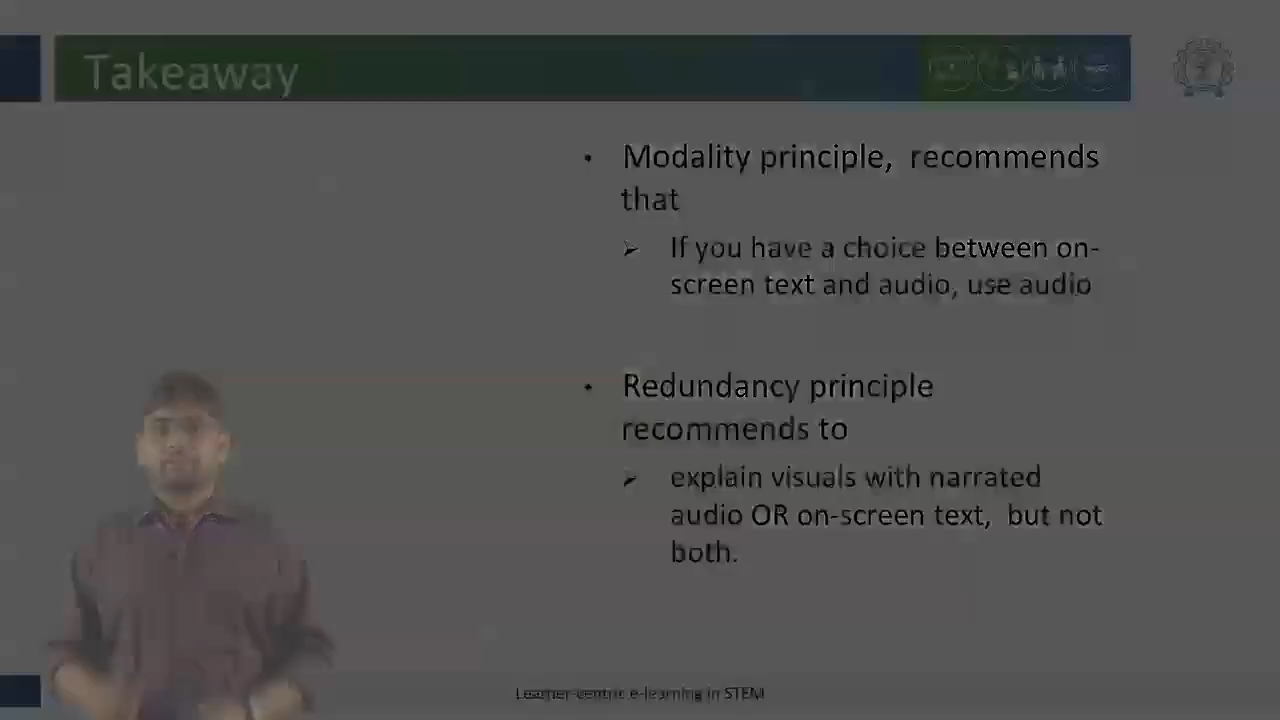 Takeaway
• Modality principle, recommends
that
➢ If you have a choice between on-
screen text and audio, use audio
• Redundancy principle
recommends to
➢ explain visuals with narrated
audio OR on-screen text, but not
both.
Learner-centric e-learning in STEM